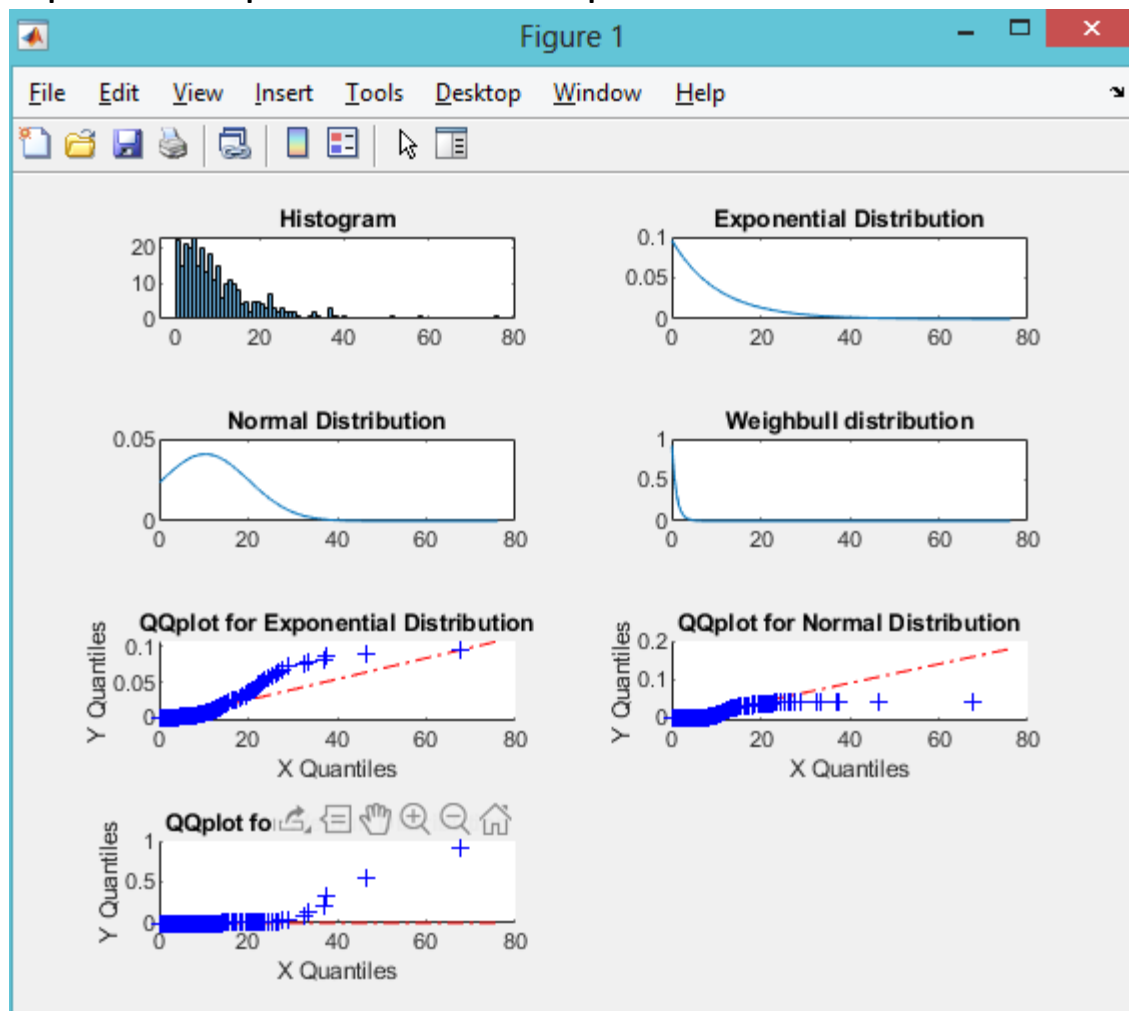 Figure 1
File Edit View Insert Tools Desktop Window Help
Histogram
20
10
0
0 20 40 60 80
Exponential Distribution
0.1
0.05
0
0 20 40 60 80
Normal Distribution
0.05
0
0 20 40 60 80
Weighbull distribution
1
0.5
0
0 20 40 60 80
QQplot for Exponential Distribution
Y Quantiles
0.1
0.05
0
0 20 40 60 80
X Quantiles
QQplot for Normal Distribution
Y Quantiles
0.2
0.1
0
0 20 40 60 80
X Quantiles
QQplot fo
Y Quantiles
1
0.5
0
0 20 40 60 80
X Quantiles